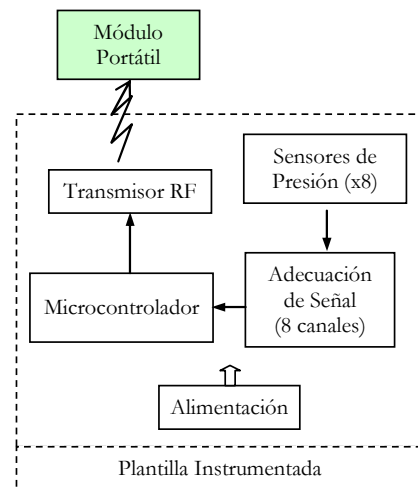 Módulo
Portátil
Sensores de
Presión (x8)
Transmisor RF
Adecuación
de Señal
(8 canales)
Microcontrolador
Alimentación
Plantilla Instrumentada